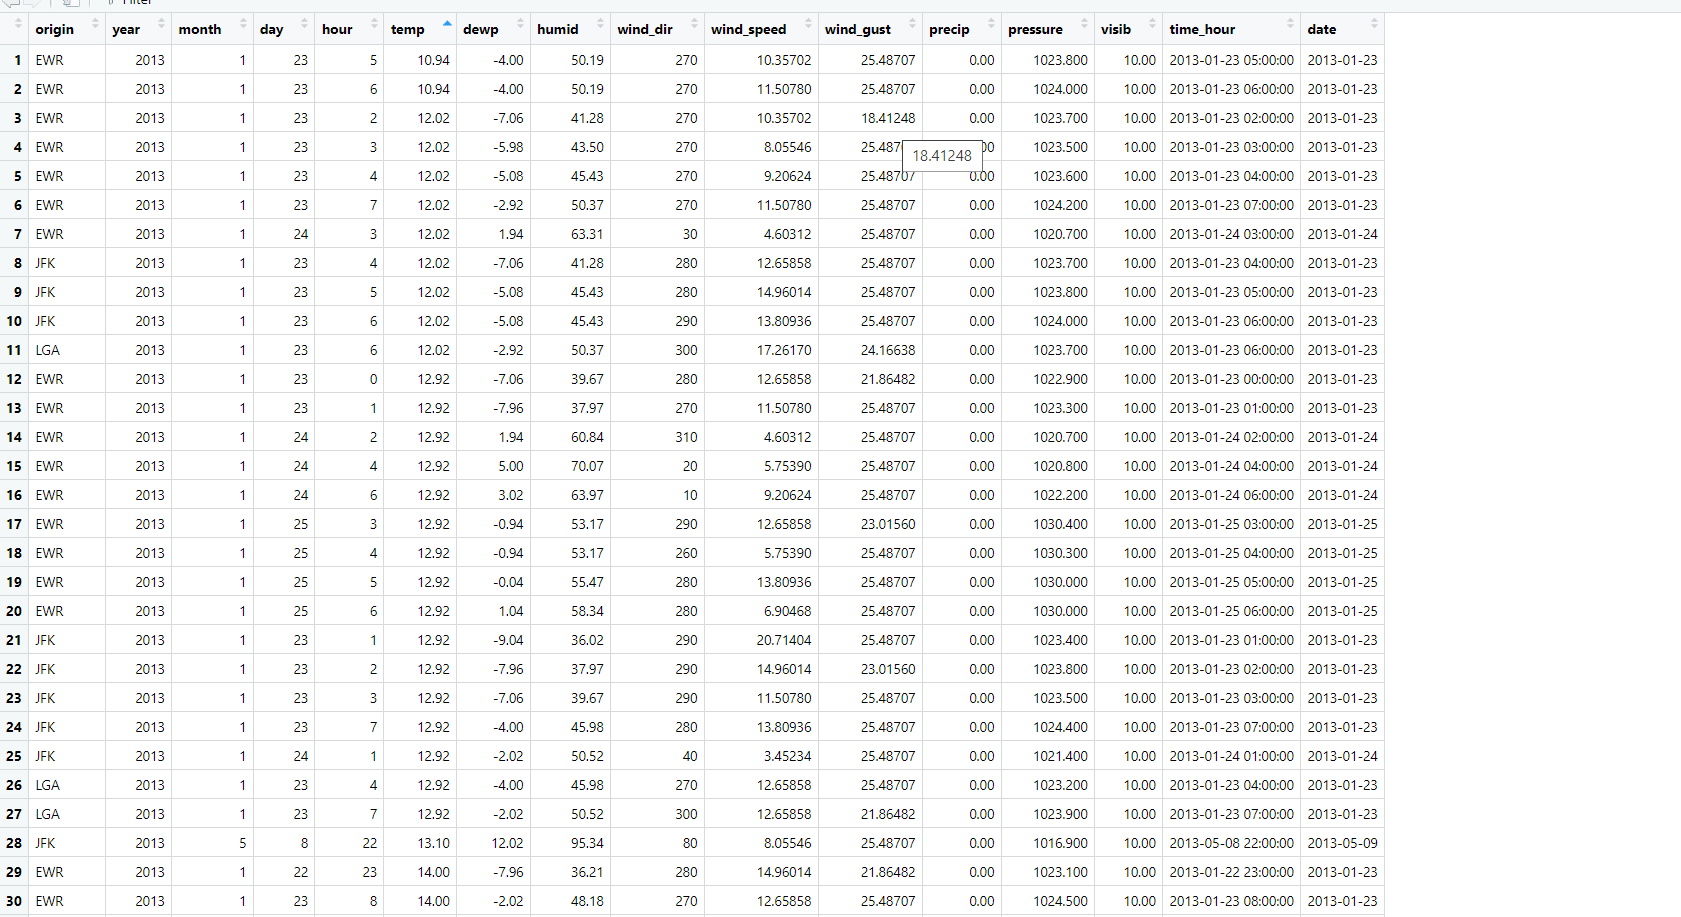 Filter
origin year month day hour temp dewp humid wind_dir wind_speed wind_gust precip pressure visib time_hour date
1 EWR 2013 1 23 5 10.94 -4.00 50.19 270 10.35702 25.48707 0.00 1023.800 10.00 2013-01-23 05:00:00 2013-01-23
2 EWR 2013 1 23 6 10.94 -4.00 50.19 270 11.50780 25.48707 0.00 1024.000 10.00 2013-01-23 06:00:00 2013-01-23
3 EWR 2013 1 23 2 12.02 -7.06 41.28 270 10.35702 18.41248 0.00 1023.700 10.00 2013-01-23 02:00:00 2013-01-23
4 EWR 2013 1 23 3 12.02 -5.98 43.50 270 8.05546 25.487 00 1023.500 10.00 2013-01-23 03:00:00 2013-01-23
18.41248
5 EWR 2013 1 23 4 12.02 -5.08 45.43 270 9.20624 25.48707 0.00 1023.600 10.00 2013-01-23 04:00:00 2013-01-23
6 EWR 2013 1 23 7 12.02 -2.92 50.37 270 11.50780 25.48707 0.00 1024.200 10.00 2013-01-23 07:00:00 2013-01-23
7 EWR 2013 1 24 3 12.02 1.94 63.31 30 4.60312 25.48707 0.00 1020.700 10.00 2013-01-24 03:00:00 2013-01-24
8 JFK 2013 1 23 4 12.02 -7.06 41.28 280 12.65858 25.48707 0.00 1023.700 10.00 2013-01-23 04:00:00 2013-01-23
9 JFK 2013 1 23 5 12.02 -5.08 45.43 280 14.96014 25.48707 0.00 1023.800 10.00 2013-01-23 05:00:00 2013-01-23
10 JFK 2013 1 23 6 12.02 -5.08 45.43 290 13.80936 25.48707 0.00 1024.000 10.00 2013-01-23 06:00:00 2013-01-23
11 LGA 2013 1 23 6 12.02 -2.92 50.37 300 17.26170 24.16638 0.00 1023.700 10.00 2013-01-23 06:00:00 2013-01-23
12 EWR 2013 1 23 0 12.92 -7.06 39.67 280 12.65858 21.86482 0.00 1022.900 10.00 2013-01-23 00:00:00 2013-01-23
13 EWR 2013 1 23 1 12.92 -7.96 37.97 270 11.50780 25.48707 0.00 1023.300 10.00 2013-01-23 01:00:00 2013-01-23
14 EWR 2013 1 24 2 12.92 1.94 60.84 310 4.60312 25.48707 0.00 1020.700 10.00 2013-01-24 02:00:00 2013-01-24
15 EWR 2013 1 24 4 12.92 5.00 70.07 20 5.75390 25.48707 0.00 1020.800 10.00 2013-01-24 04:00:00 2013-01-24
16 EWR 2013 1 24 6 12.92 3.02 63.97 10 9.20624 25.48707 0.00 1022.200 10.00 2013-01-24 06:00:00 2013-01-24
17 EWR 2013 1 25 3 12.92 -0.94 53.17 290 12.65858 23.01560 0.00 1030.400 10.00 2013-01-25 03:00:00 2013-01-25
18 EWR 2013 1 25 4 12.92 -0.94 53.17 260 5.75390 25.48707 0.00 1030.300 10.00 2013-01-25 04:00:00 2013-01-25
19 EWR 2013 1 25 5 12.92 -0.04 55.47 280 13.80936 25.48707 0.00 1030.000 10.00 2013-01-25 05:00:00 2013-01-25
20 EWR 2013 1 25 6 12.92 1.04 58.34 280 6.90468 25.48707 0.00 1030.000 10.00 2013-01-25 06:00:00 2013-01-25
21 JFK 2013 1 23 1 12.92 -9.04 36.02 290 20.71404 25.48707 0.00 1023.400 10.00 2013-01-23 01:00:00 2013-01-23
22 JFK 2013 1 23 2 12.92 -7.96 37.97 290 14.96014 23.01560 0.00 1023.800 10.00 2013-01-23 02:00:00 2013-01-23
23 JFK 2013 1 23 3 12.92 -7.06 39.67 290 11.50780 25.48707 0.00 1023.500 10.00 2013-01-23 03:00:00 2013-01-23
24 JFK 2013 1 23 7 12.92 -4.00 45.98 280 13.80936 25.48707 0.00 1024.400 10.00 2013-01-23 07:00:00 2013-01-23
25 JFK 2013 1 24 1 12.92 -2.02 50.52 40 3.45234 25.48707 0.00 1021.400 10.00 2013-01-24 01:00:00 2013-01-24
26 LGA 2013 1 23 4 12.92 -4.00 45.98 270 12.65858 25.48707 0.00 1023.200 10.00 2013-01-23 04:00:00 2013-01-23
27 LGA 2013 1 23 7 12.92 -2.02 50.52 300 12.65858 21.86482 0.00 1023.900 10.00 2013-01-23 07:00:00 2013-01-23
28 JFK 2013 5 8 22 13.10 12.02 95.34 80 8.05546 25.48707 0.00 1016.900 10.00 2013-05-08 22:00:00 2013-05-09
29 EWR 2013 1 22 23 14.00 -7.96 36.21 280 14.96014 21.86482 0.00 1023.100 10.00 2013-01-22 23:00:00 2013-01-23
30 EWR 2013 1 23 8 14.00 -2.02 48.18 270 12.65858 25.48707 0.00 1024.500 10.00 2013-01-23 08:00:00 2013-01-23